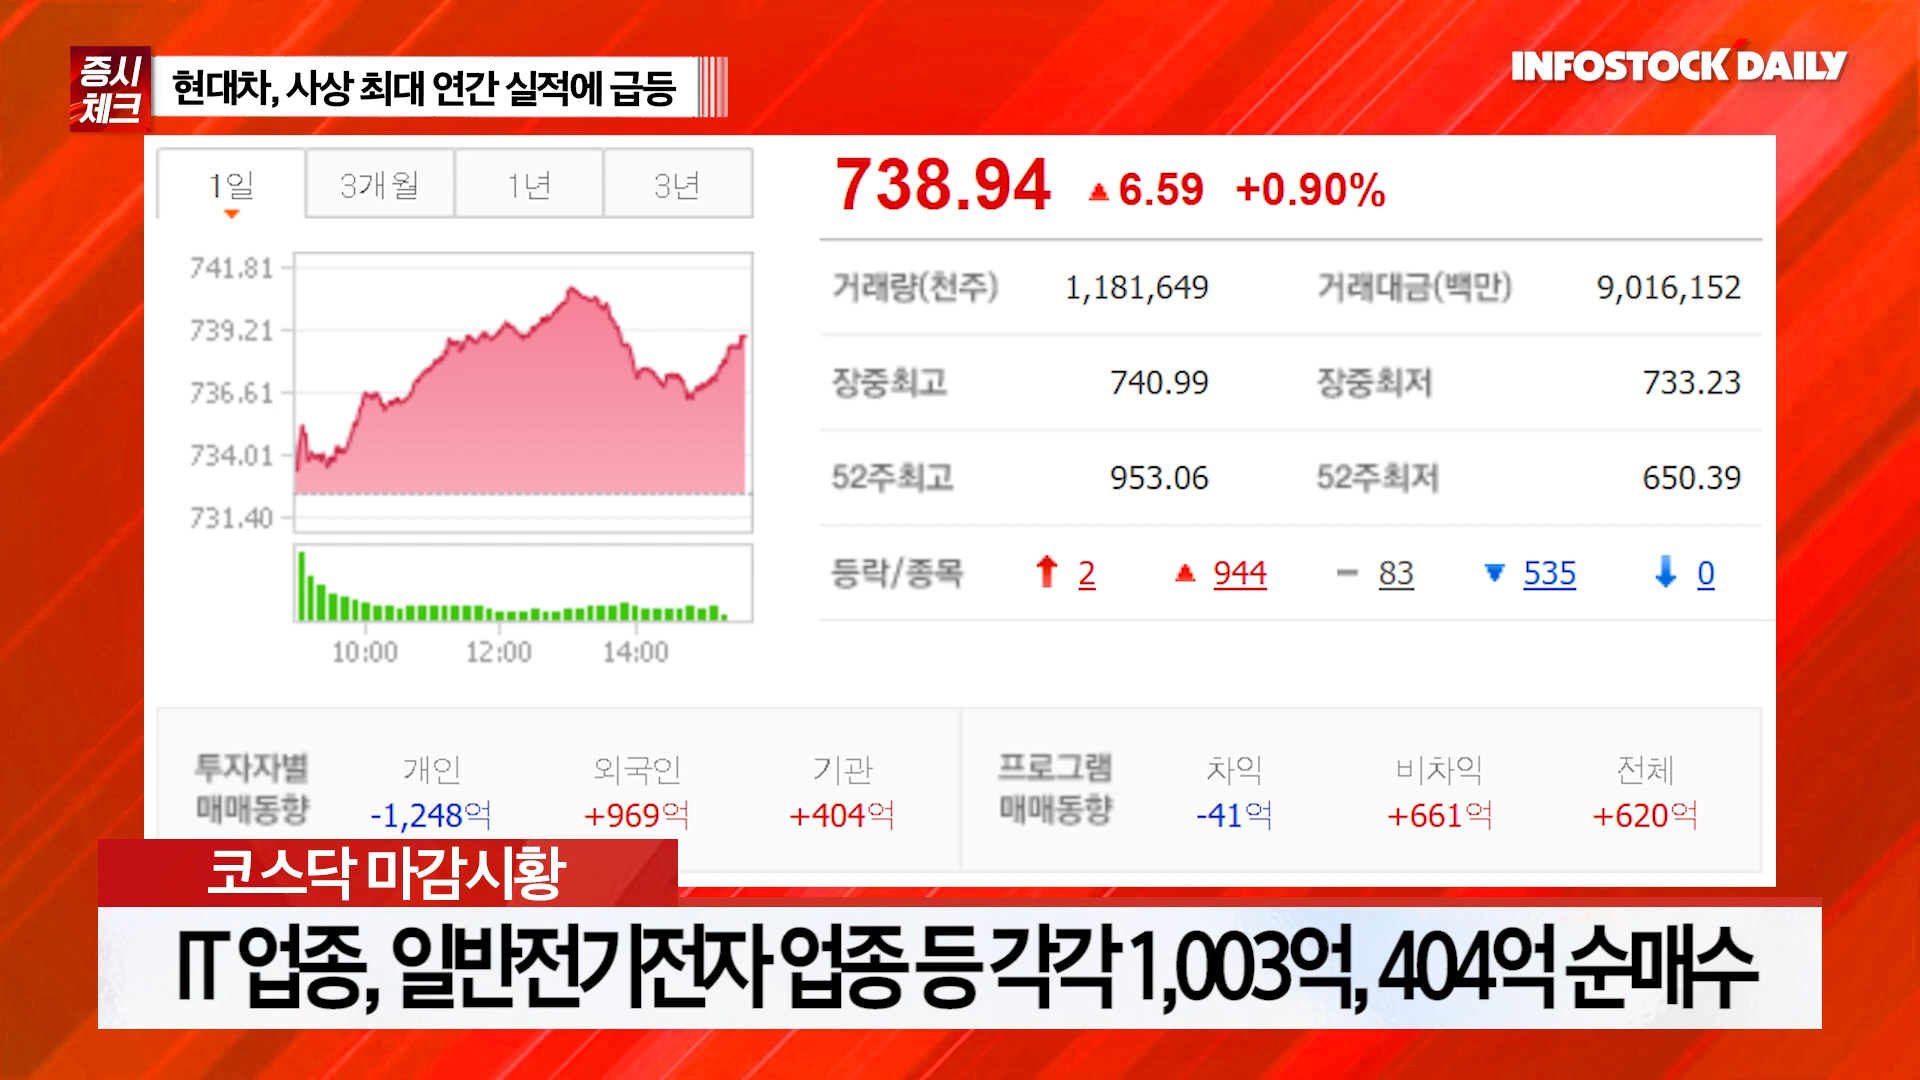 증시
체크
현대차, 사상 최대 연간 실적에 급등
INFOSTOCK DAILY
1일 3개월 1년 3년
738.94 ▲ 6.59 +0.90%
741.81
739.21
736.61
734.01
731.40
10:00 12:00 14:00
거래량(천주) 1,181,649 거래대금(백만) 9,016,152
장중최고 740.99 장중최저 733.23
52주최고 953.06 52주최저 650.39
등락/종목 2 944 83 535 0
투자자별
매매동향
개인 외국인 기관
-1,248억 +969억 +404억
프로그램
매매동향
차익 비차익 전체
-41억 +661억 +620억
코스닥 마감시황
IT 업종, 일반전기전자 업종 등 각각 1,003억, 404억 순매수